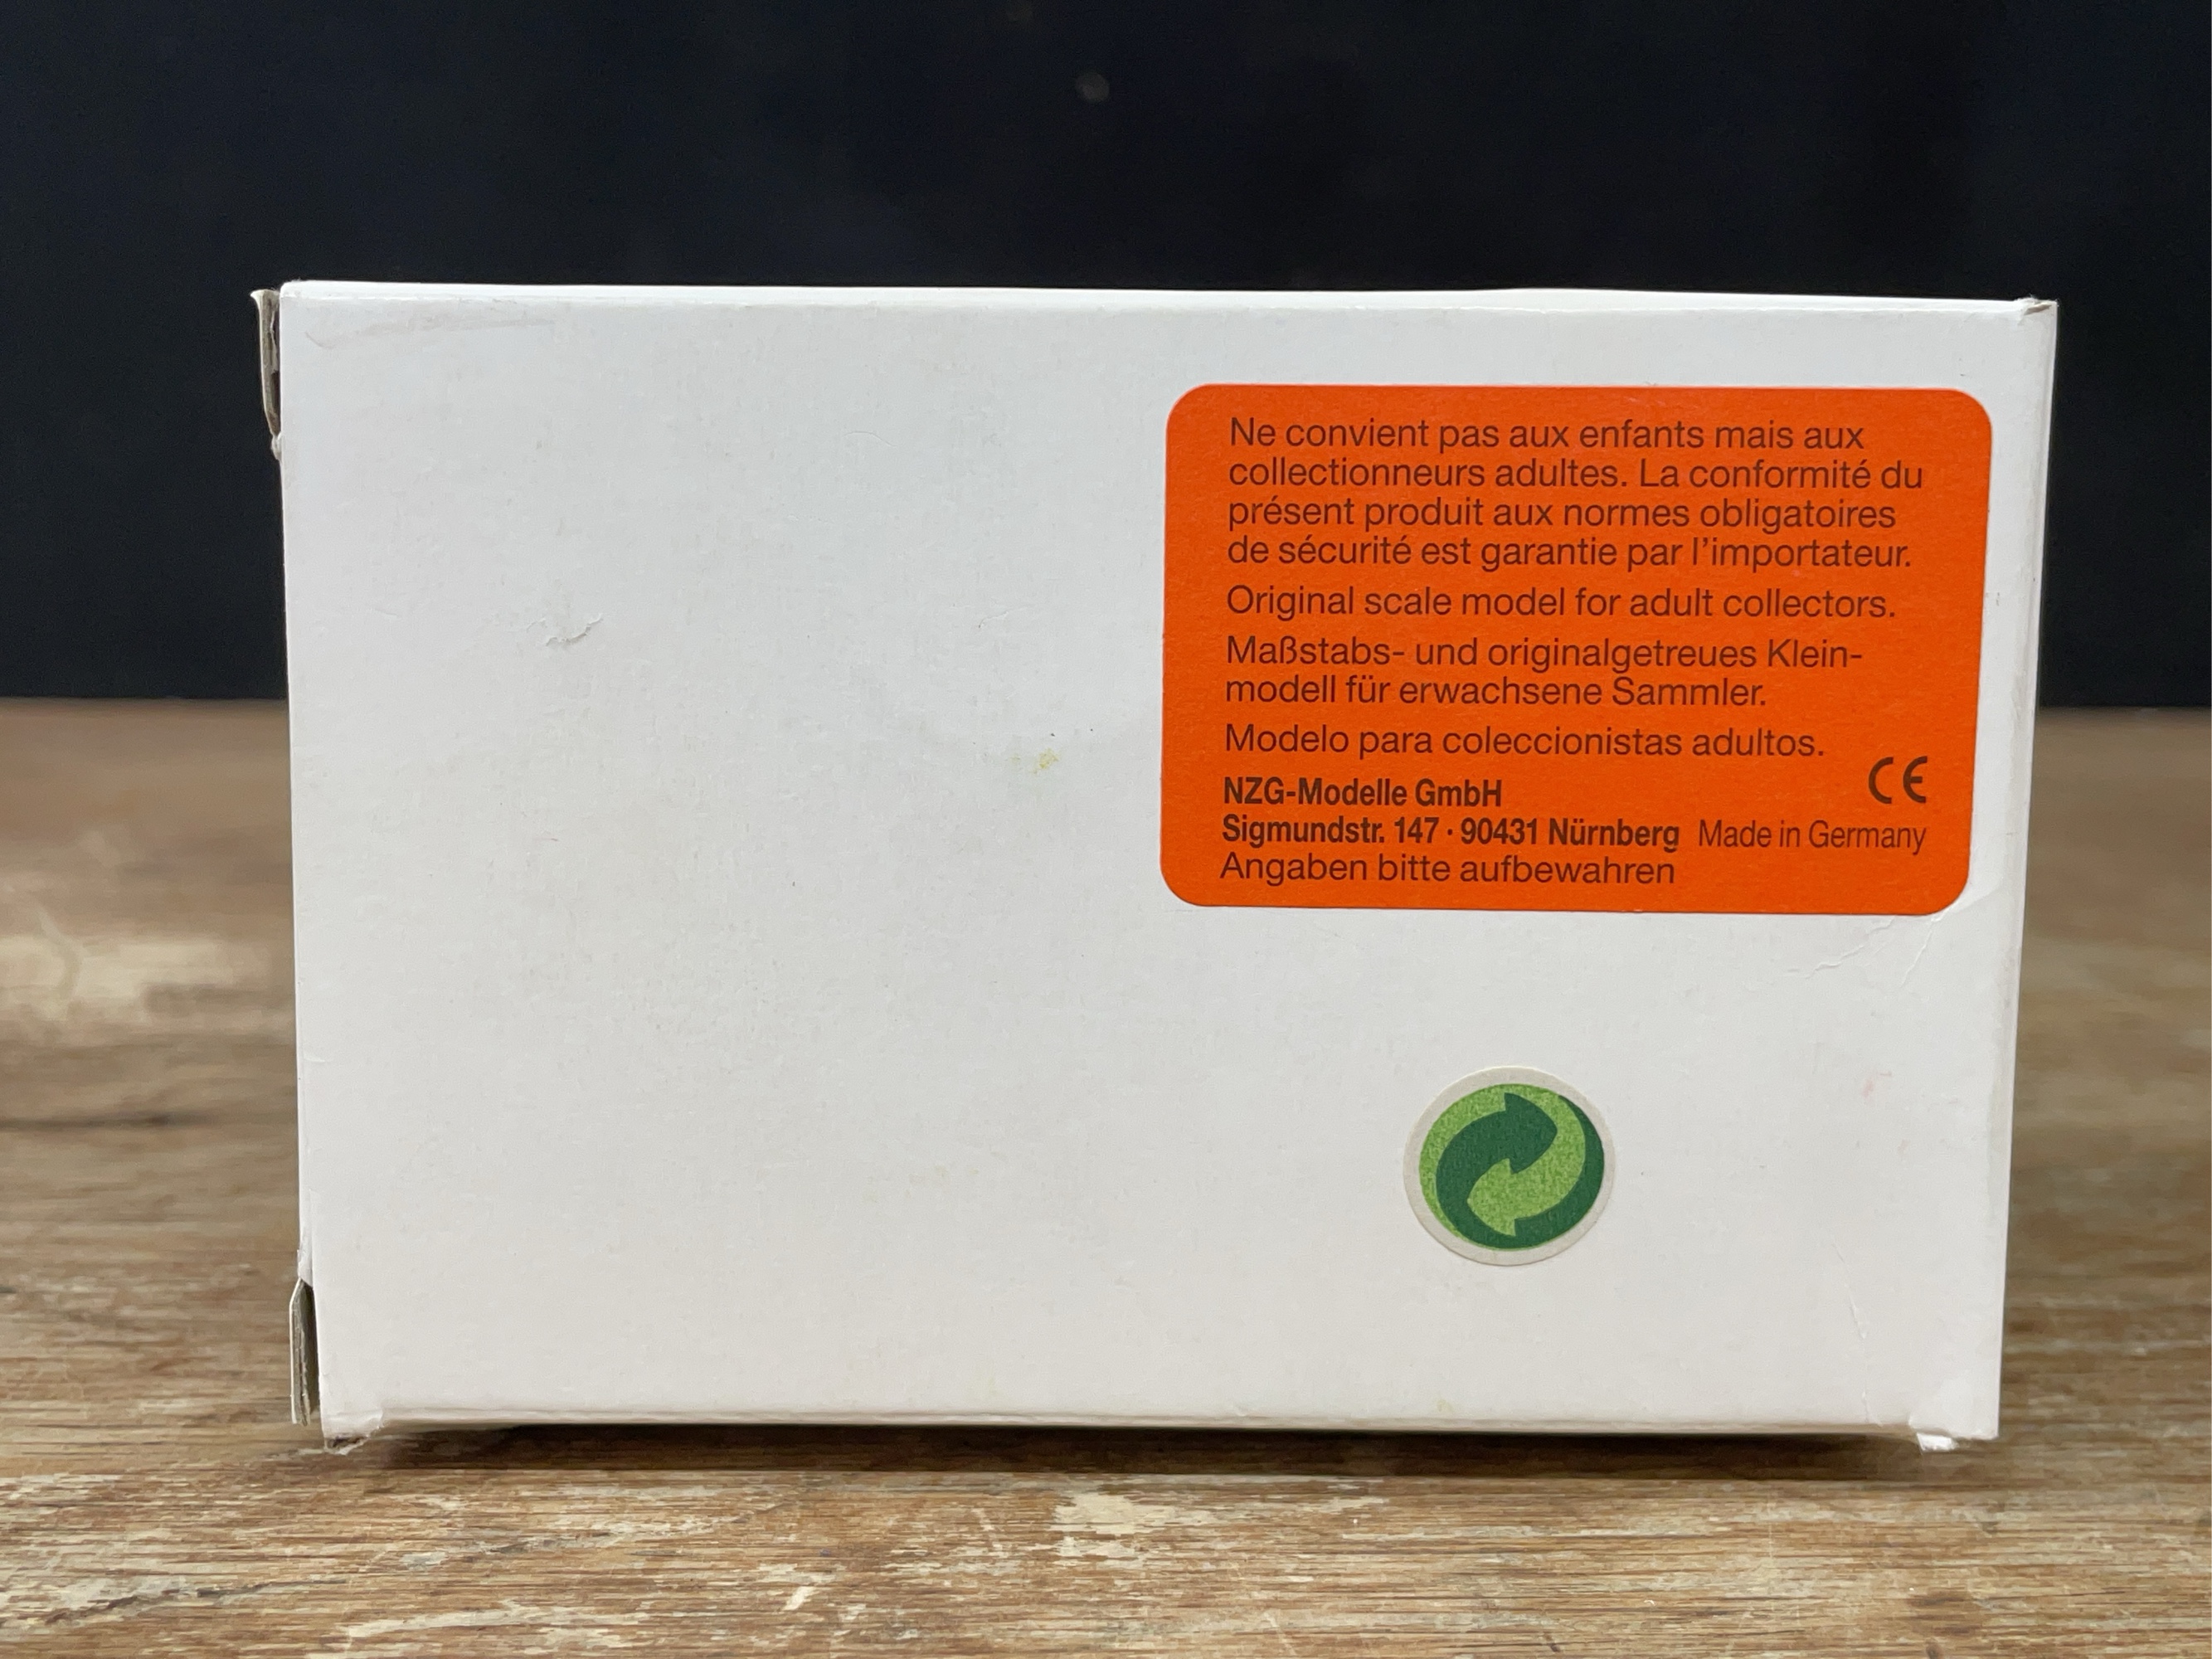 Ne convient pas aux enfants mais aux
collectionneurs adultes. La conformité du
présent produit aux normes obligatoires
de sécurité est garantie par l'importateur.
Original scale model for adult collectors.
Maßstabs- und originalgetreues Klein-
modell für erwachsene Sammler.
Modelo para coleccionistas adultos.
CE
NZG-Modelle GmbH
Sigmundstr. 147 · 90431 Nürnberg Made in Germany
Angaben bitte aufbewahren